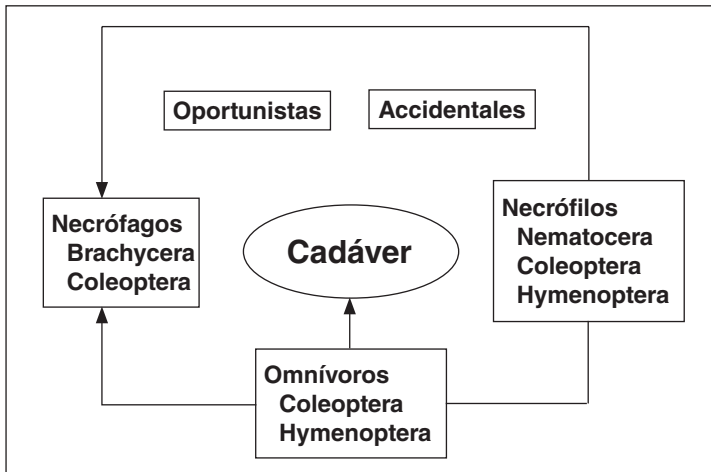 Oportunistas
Accidentales
Necrófagos
Brachycera
Coleoptera
Cadáver
Necrófilos
Nematocera
Coleoptera
Hymenoptera
Omnívoros
Coleoptera
Hymenoptera